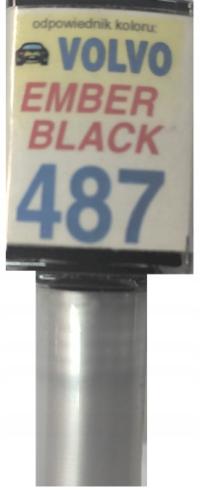 odpowiednik koloru:
VOLVO
EMBER
BLACK
487